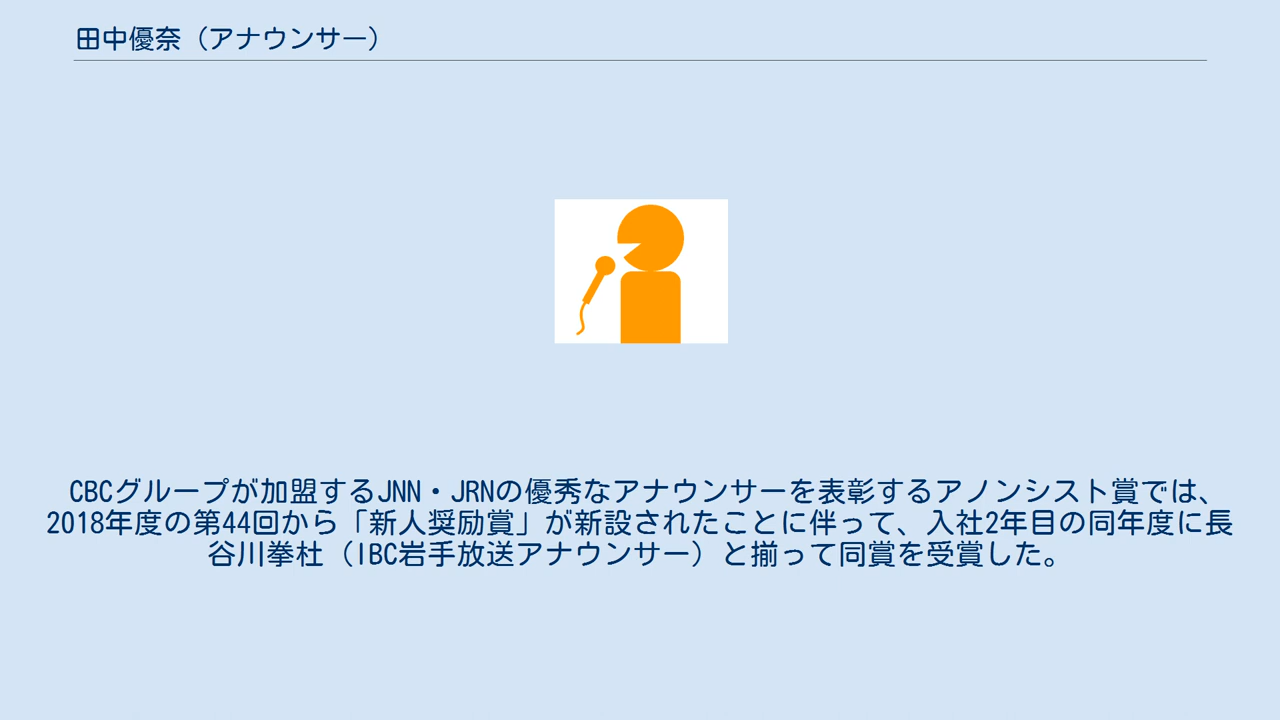 田中優奈（アナウンサー）
CBCグループが加盟するJNN・JRNの優秀なアナウンサーを表彰するアノンシスト賞では、
2018年度の第44回から「新人奨励賞」が新設されたことに伴って、入社2年目の同年度に長
谷川拳杜（IBC岩手放送アナウンサー）と揃って同賞を受賞した。